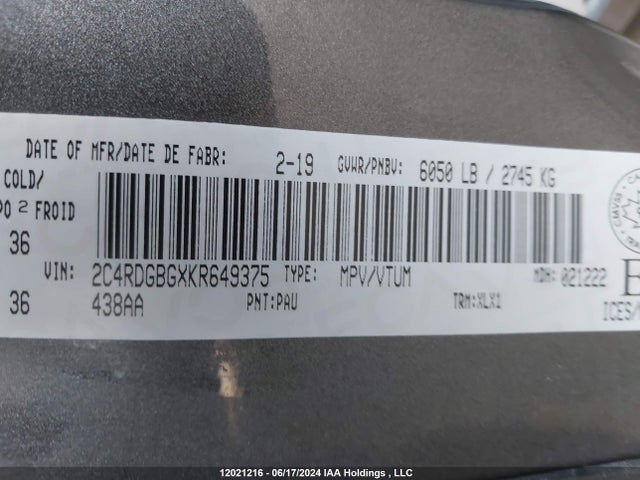 DATE OF MFR/DATE DE FABR: 2-19 GVWR/PNBV: 6050 LB / 2745 KG
COLD/
PO 2 FROID
36
VIN: 2C4RDGBGXKR649375 TYPE: MPV/VTUM MDH: 021222
36 438AA PNT:PAU TRM:XLX1 ICES/
12021216 - 06/17/2024 IAA Holdings , LLC